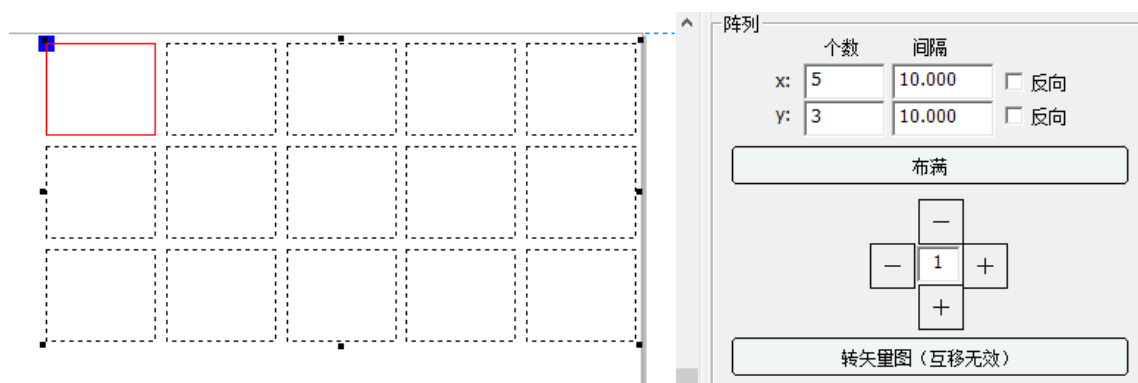 阵列
个数 间隔
x: 5 10.000 反向
y: 3 10.000 反向
布满
－
－ 1 ＋
＋
转矢量图（互移无效）